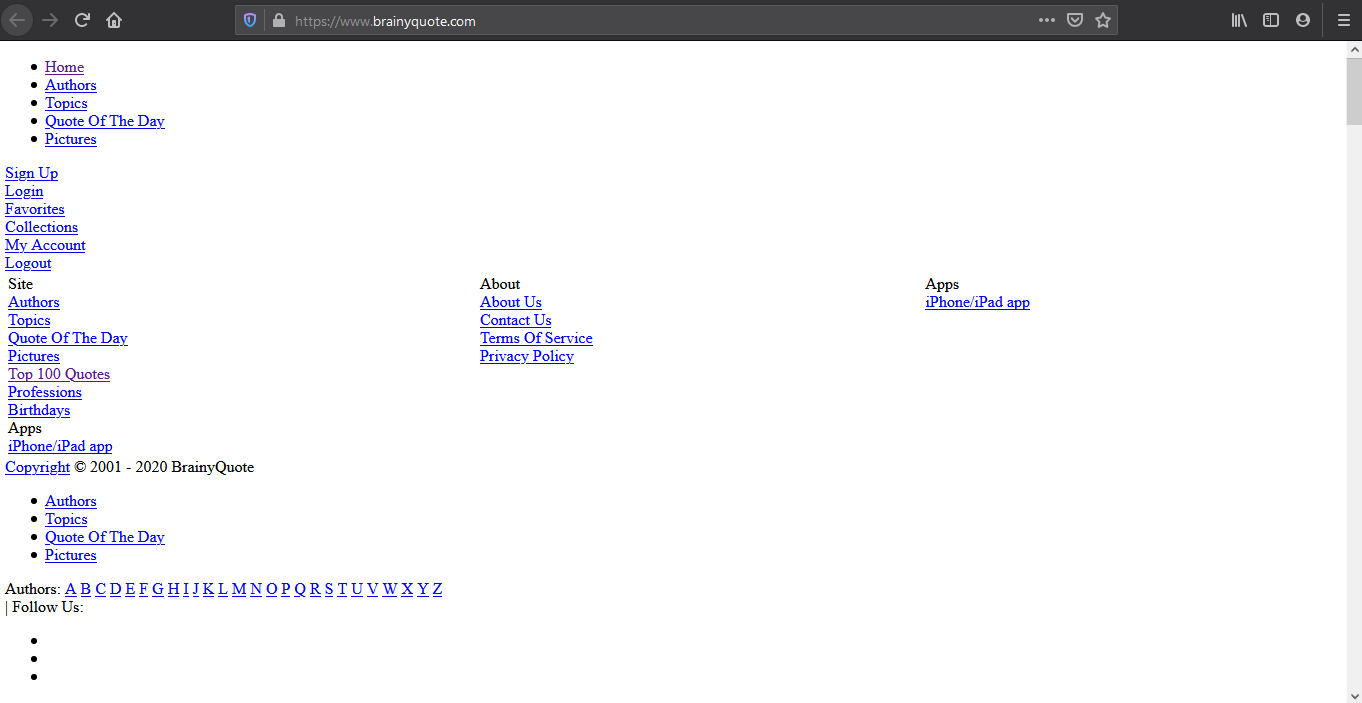 https://www.brainyquote.com
Home
Authors
Topics
Quote Of The Day
Pictures
Sign Up
Login
Favorites
Collections
My Account
Logout
Site
Authors
Topics
Quote Of The Day
Pictures
Top 100 Quotes
Professions
Birthdays
Apps
iPhone/iPad app
About
About Us
Contact Us
Terms Of Service
Privacy Policy
Apps
iPhone/iPad app
Copyright © 2001 - 2020 BrainyQuote
Authors
Topics
Quote Of The Day
Pictures
Authors: A B C D E F G H I J K L M N O P Q R S T U V W X Y Z
| Follow Us: